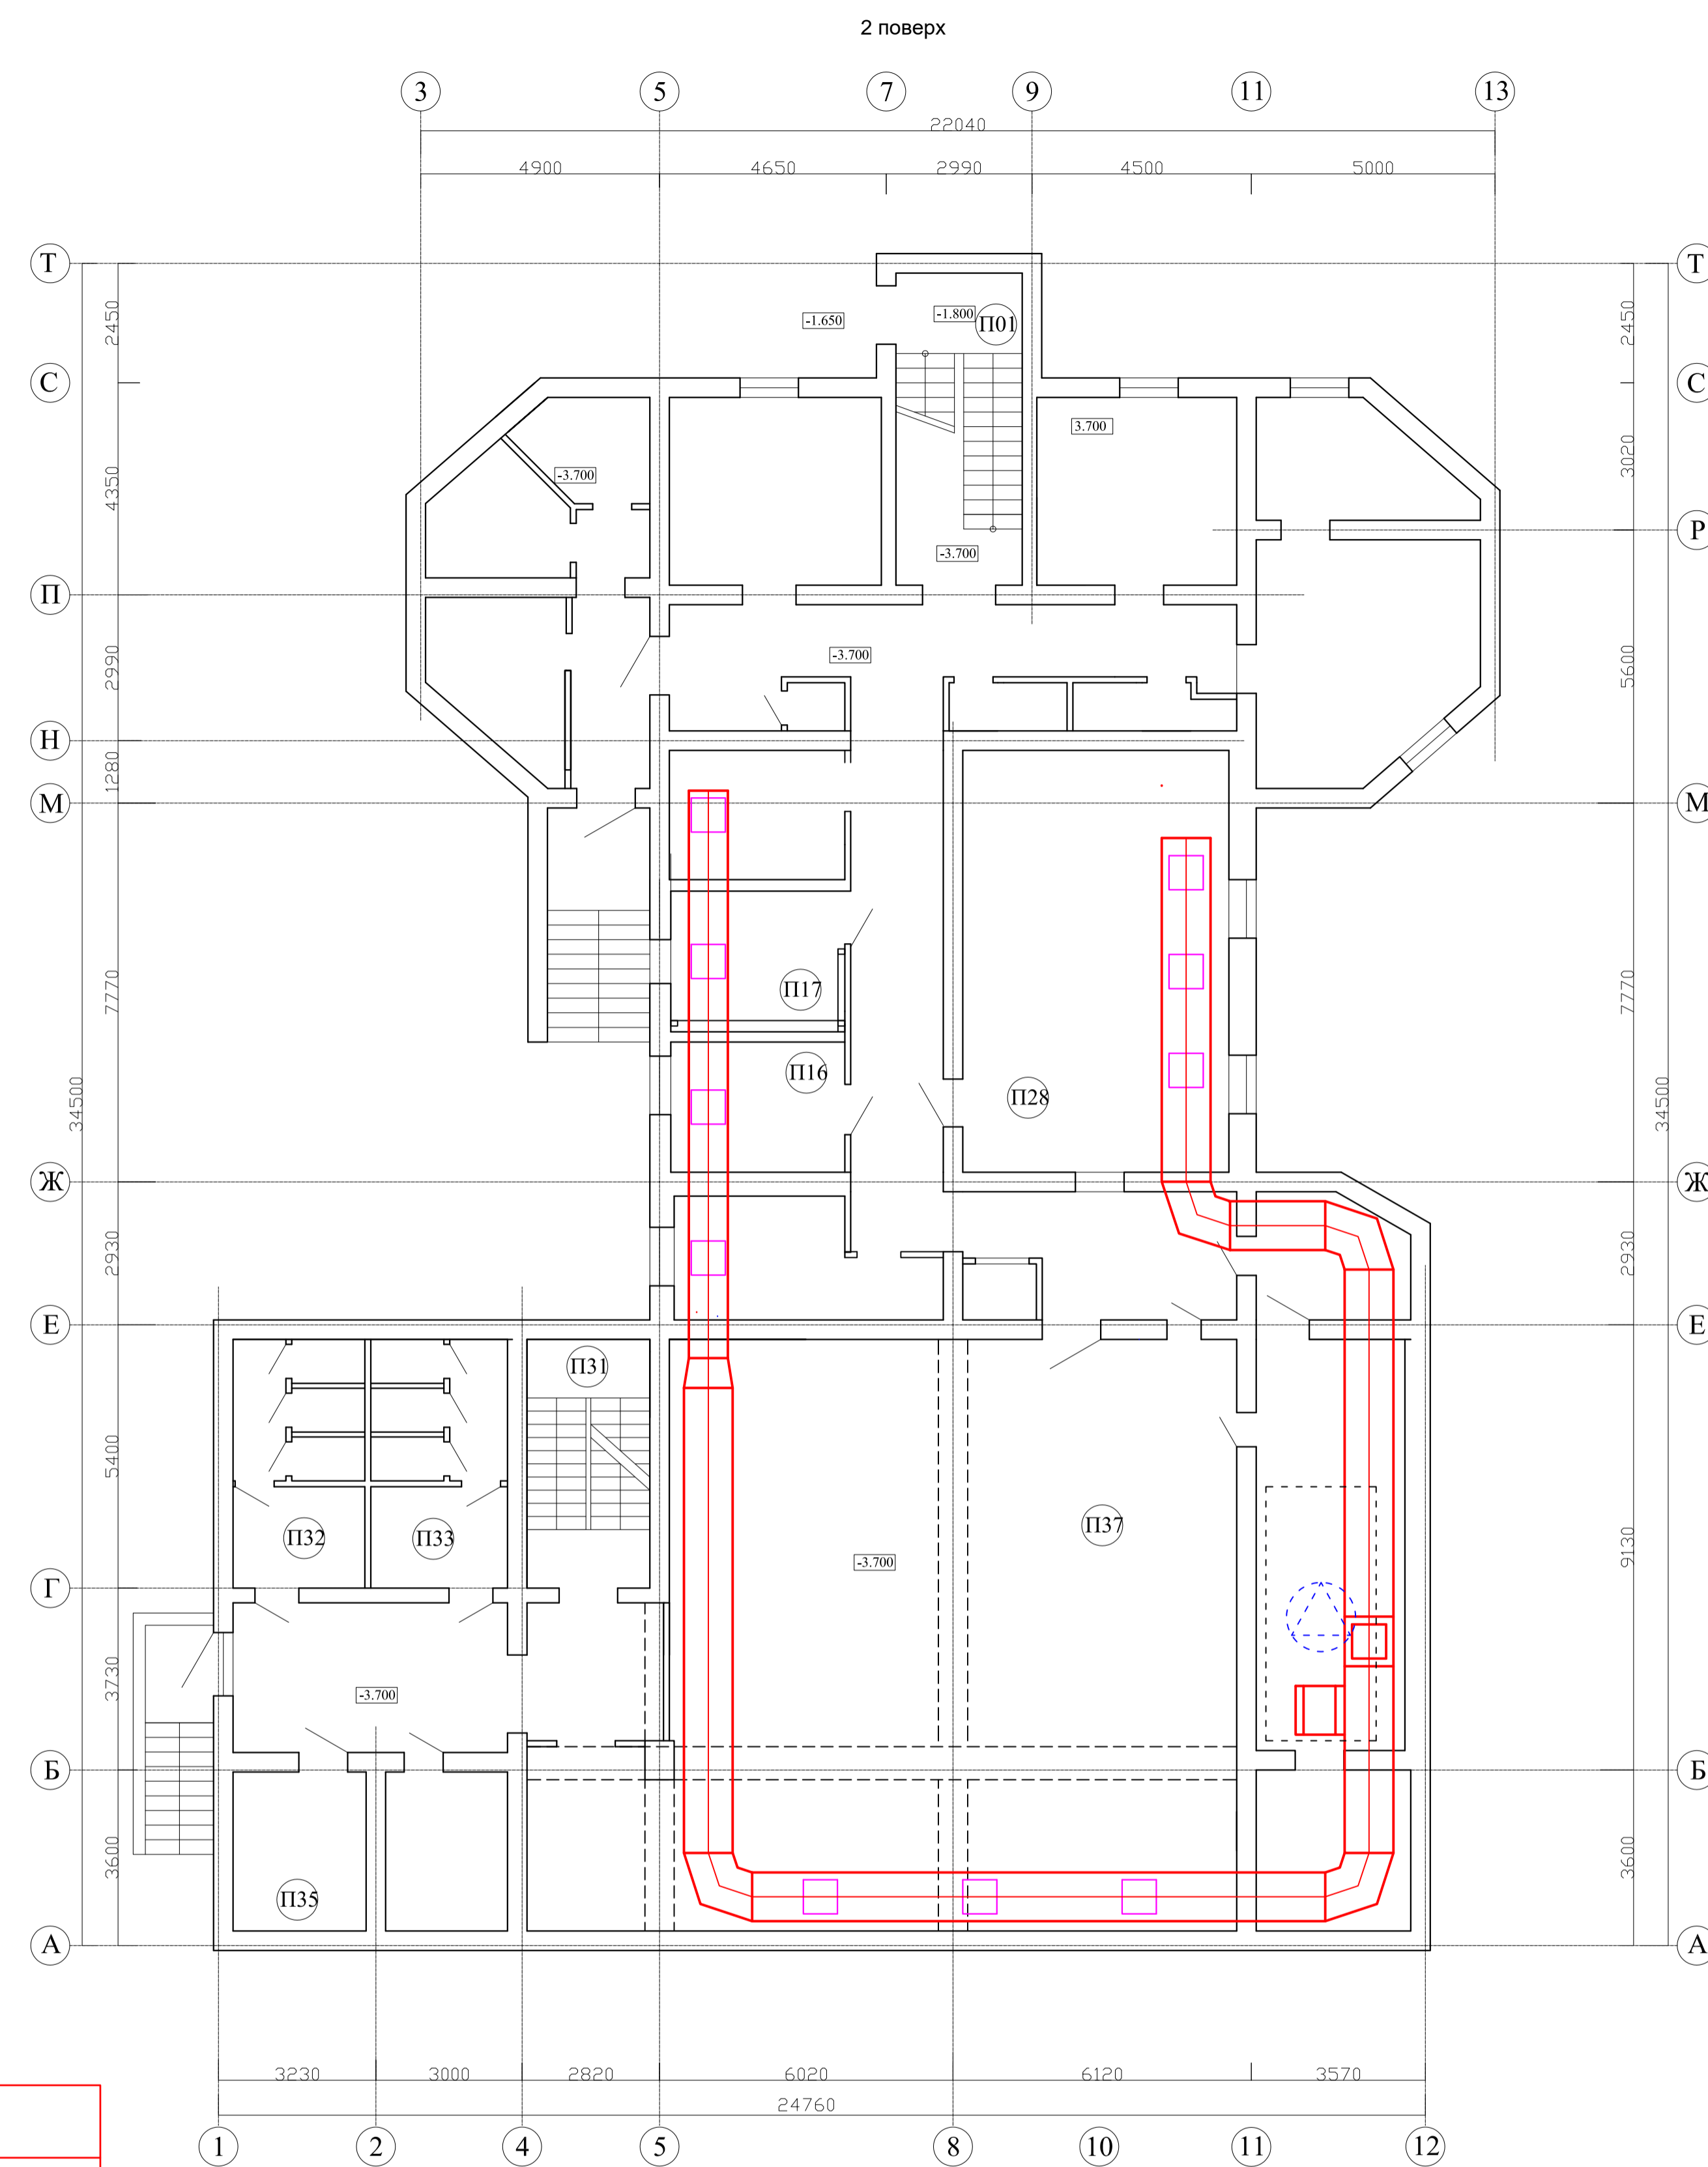 2 поверх
3 5 7 9 11 13
22040
4900 4650 2990 4500 5000
Т Т
2450 2450
-1.650 -1.800 П01
С С
3.700
4350 -3.700 3020
Р
-3.700
П
2990 -3.700 5600
Н
1280
М М
7770 П17 7770
П16 П28
34500 34500
Ж Ж
2930 2930
Е Е
П31
5400
П32 П33 П37 9130
-3.700
Г
3730 -3.700
Б Б
3600 3600
П35
А А
3230 3000 2820 6020 6120 3570
24760
1 2 4 5 8 10 11 12